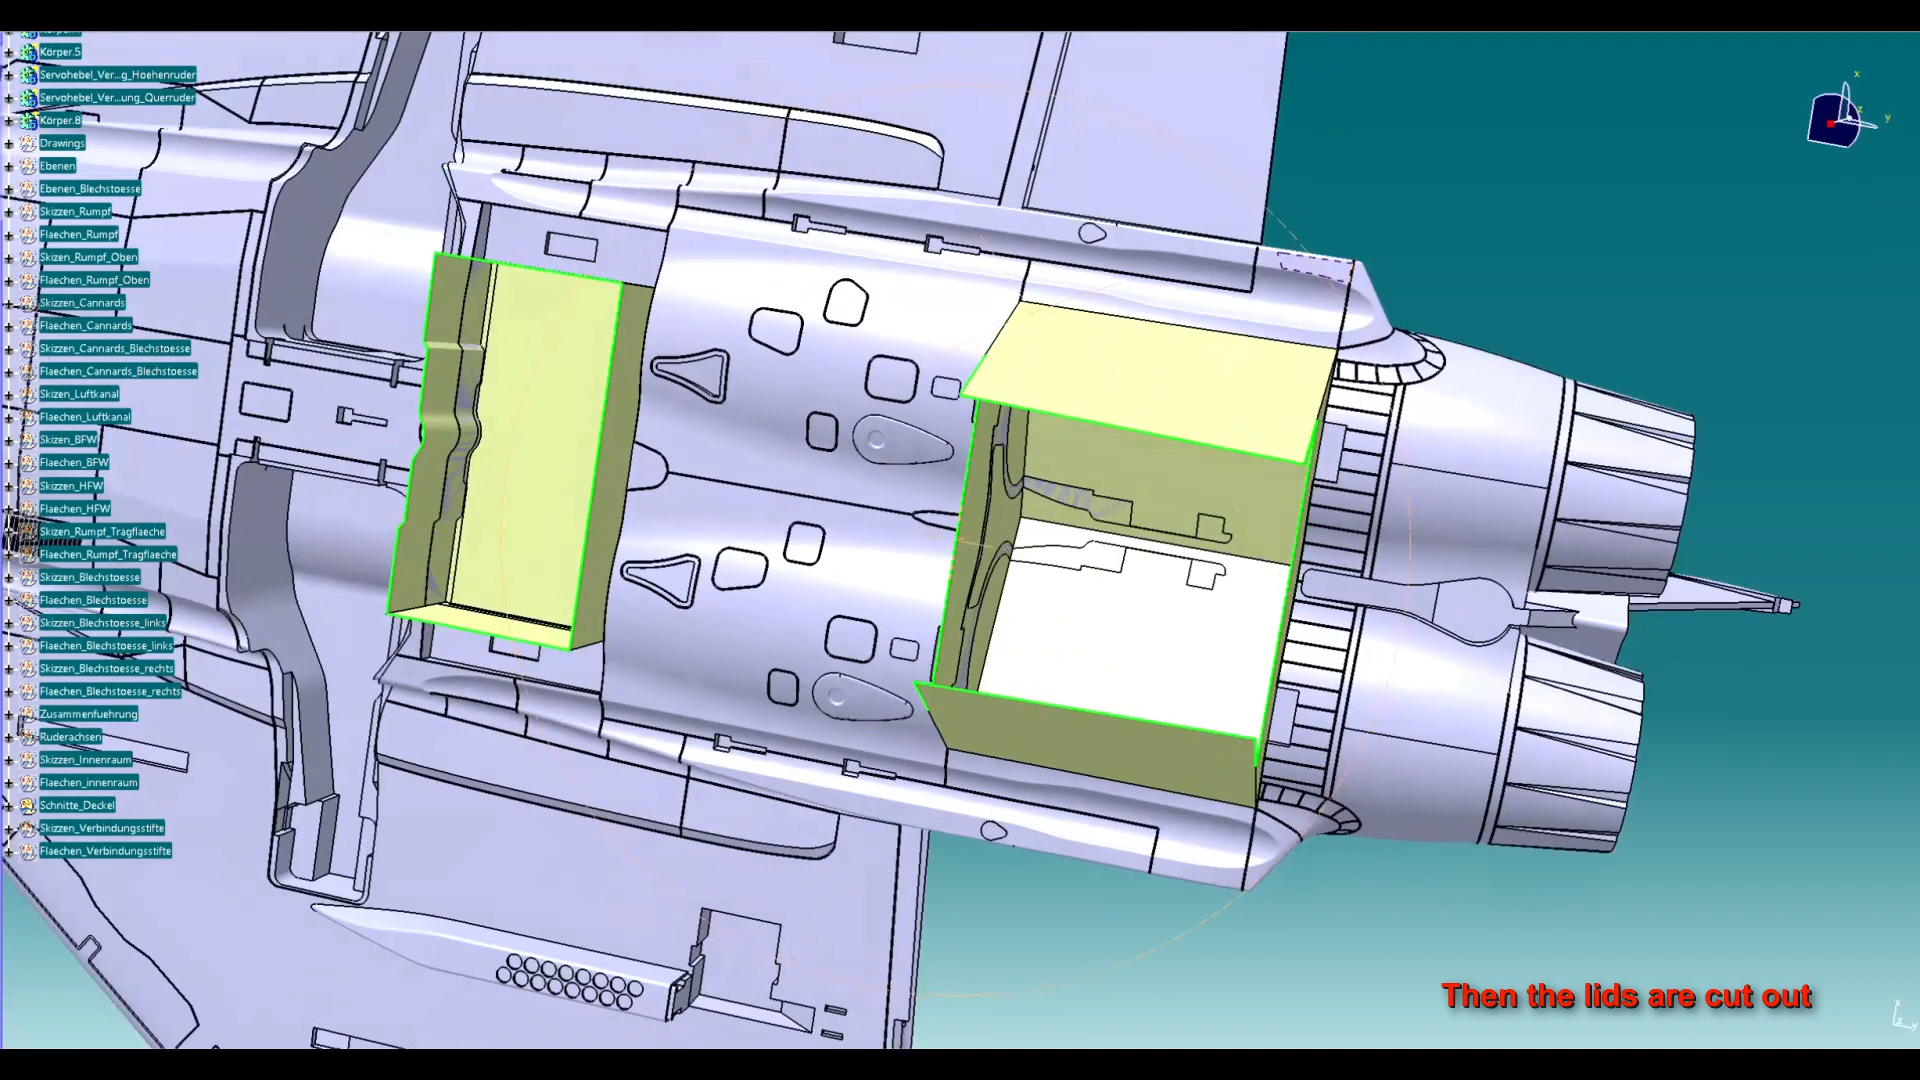 Körper.5
Servohebel_Ver...g_Hoehenruder
Servohebel_Ver...ung_Querruder
Körper.8
Drawings
Ebenen
Ebenen_Blechstoesse
Skizzen_Rumpf
Flaechen_Rumpf
Skizen_Rumpf_Oben
Flaechen_Rumpf_Oben
Skizzen_Cannards
Flaechen_Cannards
Skizzen_Cannards_Blechstoesse
Flaechen_Cannards_Blechstoesse
Skizen_Luftkanal
Flaechen_Luftkanal
Skizen_BFW
Flaechen_BFW
Skizzen_HFW
Flaechen_HFW
Skizen_Rumpf_Tragflaeche
Flaechen_Rumpf_Tragflaeche
Skizzen_Blechstoesse
Flaechen_Blechstoesse
Skizzen_Blechstoesse_links
Flaechen_Blechstoesse_links
Skizzen_Blechstoesse_rechts
Flaechen_Blechstoesse_rechts
Zusammenfuehrung
Ruderachsen
Skizzen_Innenraum
Flaechen_innenraum
Schnitte_Deckel
Skizzen_Verbindungsstifte
Flaechen_Verbindungsstifte
x
z
y
Then the lids are cut out
x
z
y